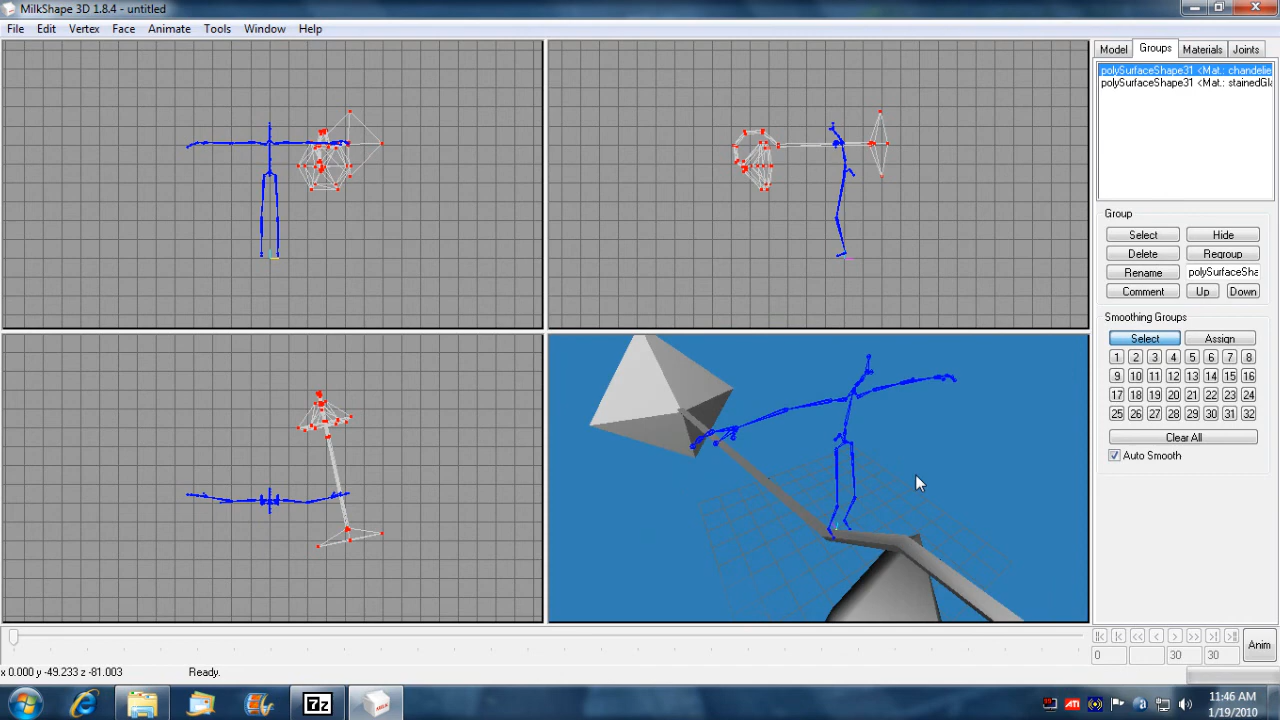 MilkShape 3D 1.8.4 - untitled
File Edit Vertex Face Animate Tools Window Help
Model Groups Materials Joints
polySurfaceShape31 <Mat.: chandelie
polySurfaceShape31 <Mat.: stainedGla
Group
Select Hide
Delete Regroup
Rename polySurfaceSha
Comment Up Down
Smoothing Groups
Select Assign
1 2 3 4 5 6 7 8
9 10 11 12 13 14 15 16
17 18 19 20 21 22 23 24
25 26 27 28 29 30 31 32
Clear All
Auto Smooth
0 30 30 Anim
x 0.000 y -49.233 z -81.003 Ready.
7z MILK ATI a
11:46 AM
1/19/2010